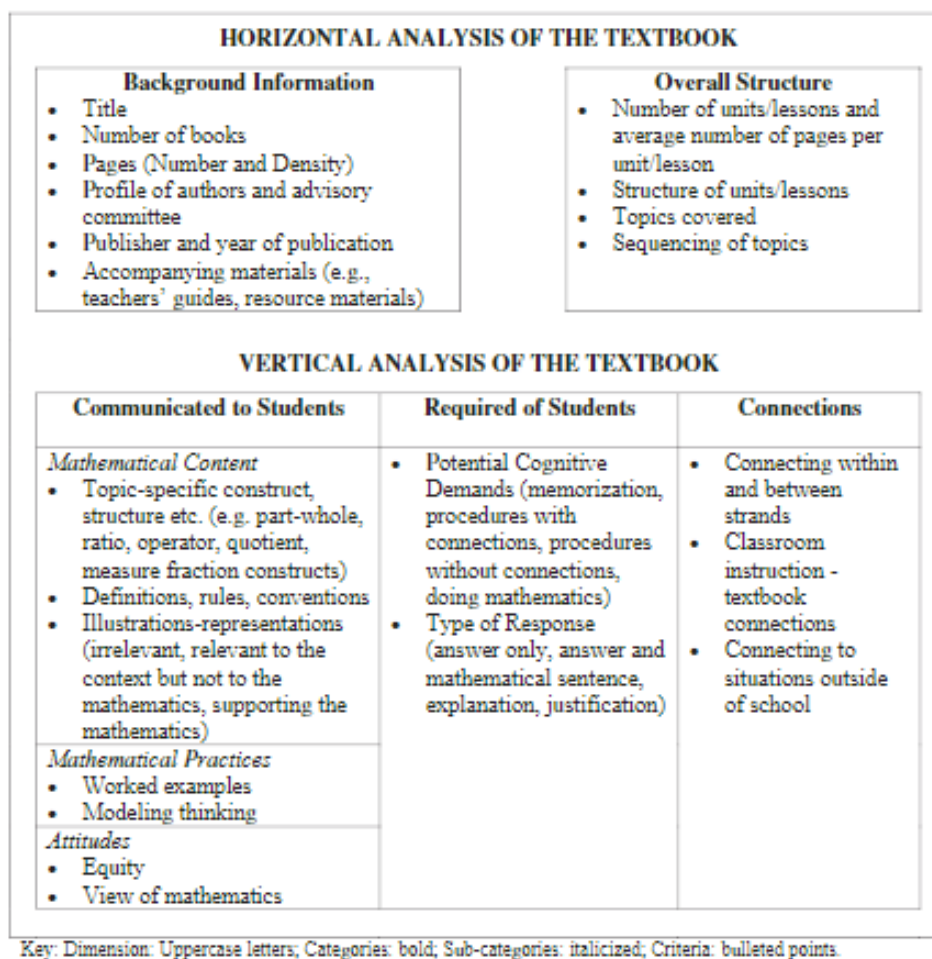 HORIZONTAL ANALYSIS OF THE TEXTBOOK
Background Information
• Title
• Number of books
• Pages (Number and Density)
• Profile of authors and advisory
committee
• Publisher and year of publication
• Accompanying materials (e.g.,
teachers' guides, resource materials)
Overall Structure
• Number of units/lessons and
average number of pages per
unit/lesson
• Structure of units/lessons
• Topics covered
• Sequencing of topics
VERTICAL ANALYSIS OF THE TEXTBOOK
Communicated to Students
Mathematical Content
• Topic-specific construct,
structure etc. (e.g. part-whole,
ratio, operator, quotient,
measure fraction constructs)
• Definitions, rules, conventions
• Illustrations-representations
(irrelevant, relevant to the
context but not to the
mathematics, supporting the
mathematics)
Mathematical Practices
• Worked examples
• Modeling thinking
Attitudes
• Equity
• View of mathematics
Required of Students
• Potential Cognitive
Demands (memorization,
procedures with
connections, procedures
without connections,
doing mathematics)
• Type of Response
(answer only, answer and
mathematical sentence,
explanation, justification)
Connections
• Connecting within
and between
strands
• Classroom
instruction -
textbook
connections
• Connecting to
situations outside
of school
Key: Dimension: Uppercase letters; Categories: bold; Sub-categories: italicized; Criteria: bulleted points.